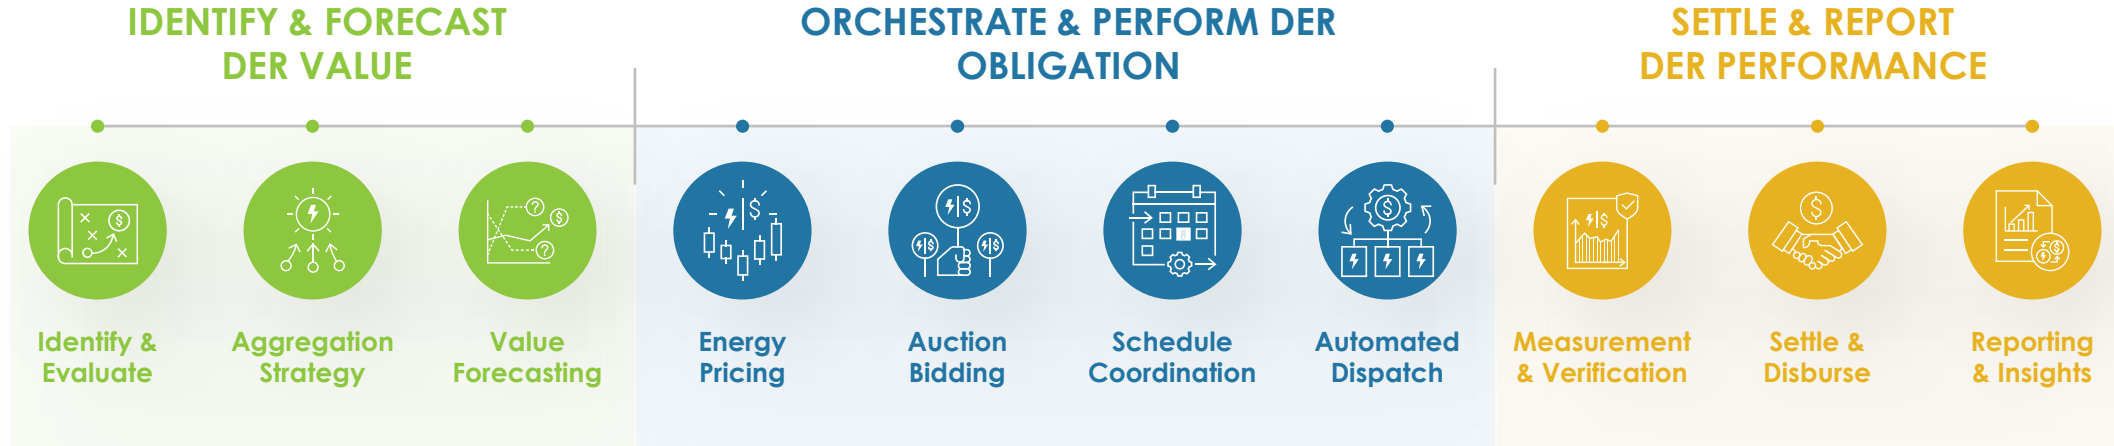 IDENTIFY & FORECAST
DER VALUE
ORCHESTRATE & PERFORM DER
OBLIGATION
SETTLE & REPORT
DER PERFORMANCE
Identify &
Evaluate
Aggregation
Strategy
Value
Forecasting
Energy
Pricing
Auction
Bidding
Schedule
Coordination
Automated
Dispatch
Measurement
& Verification
Settle &
Disburse
Reporting
& Insights